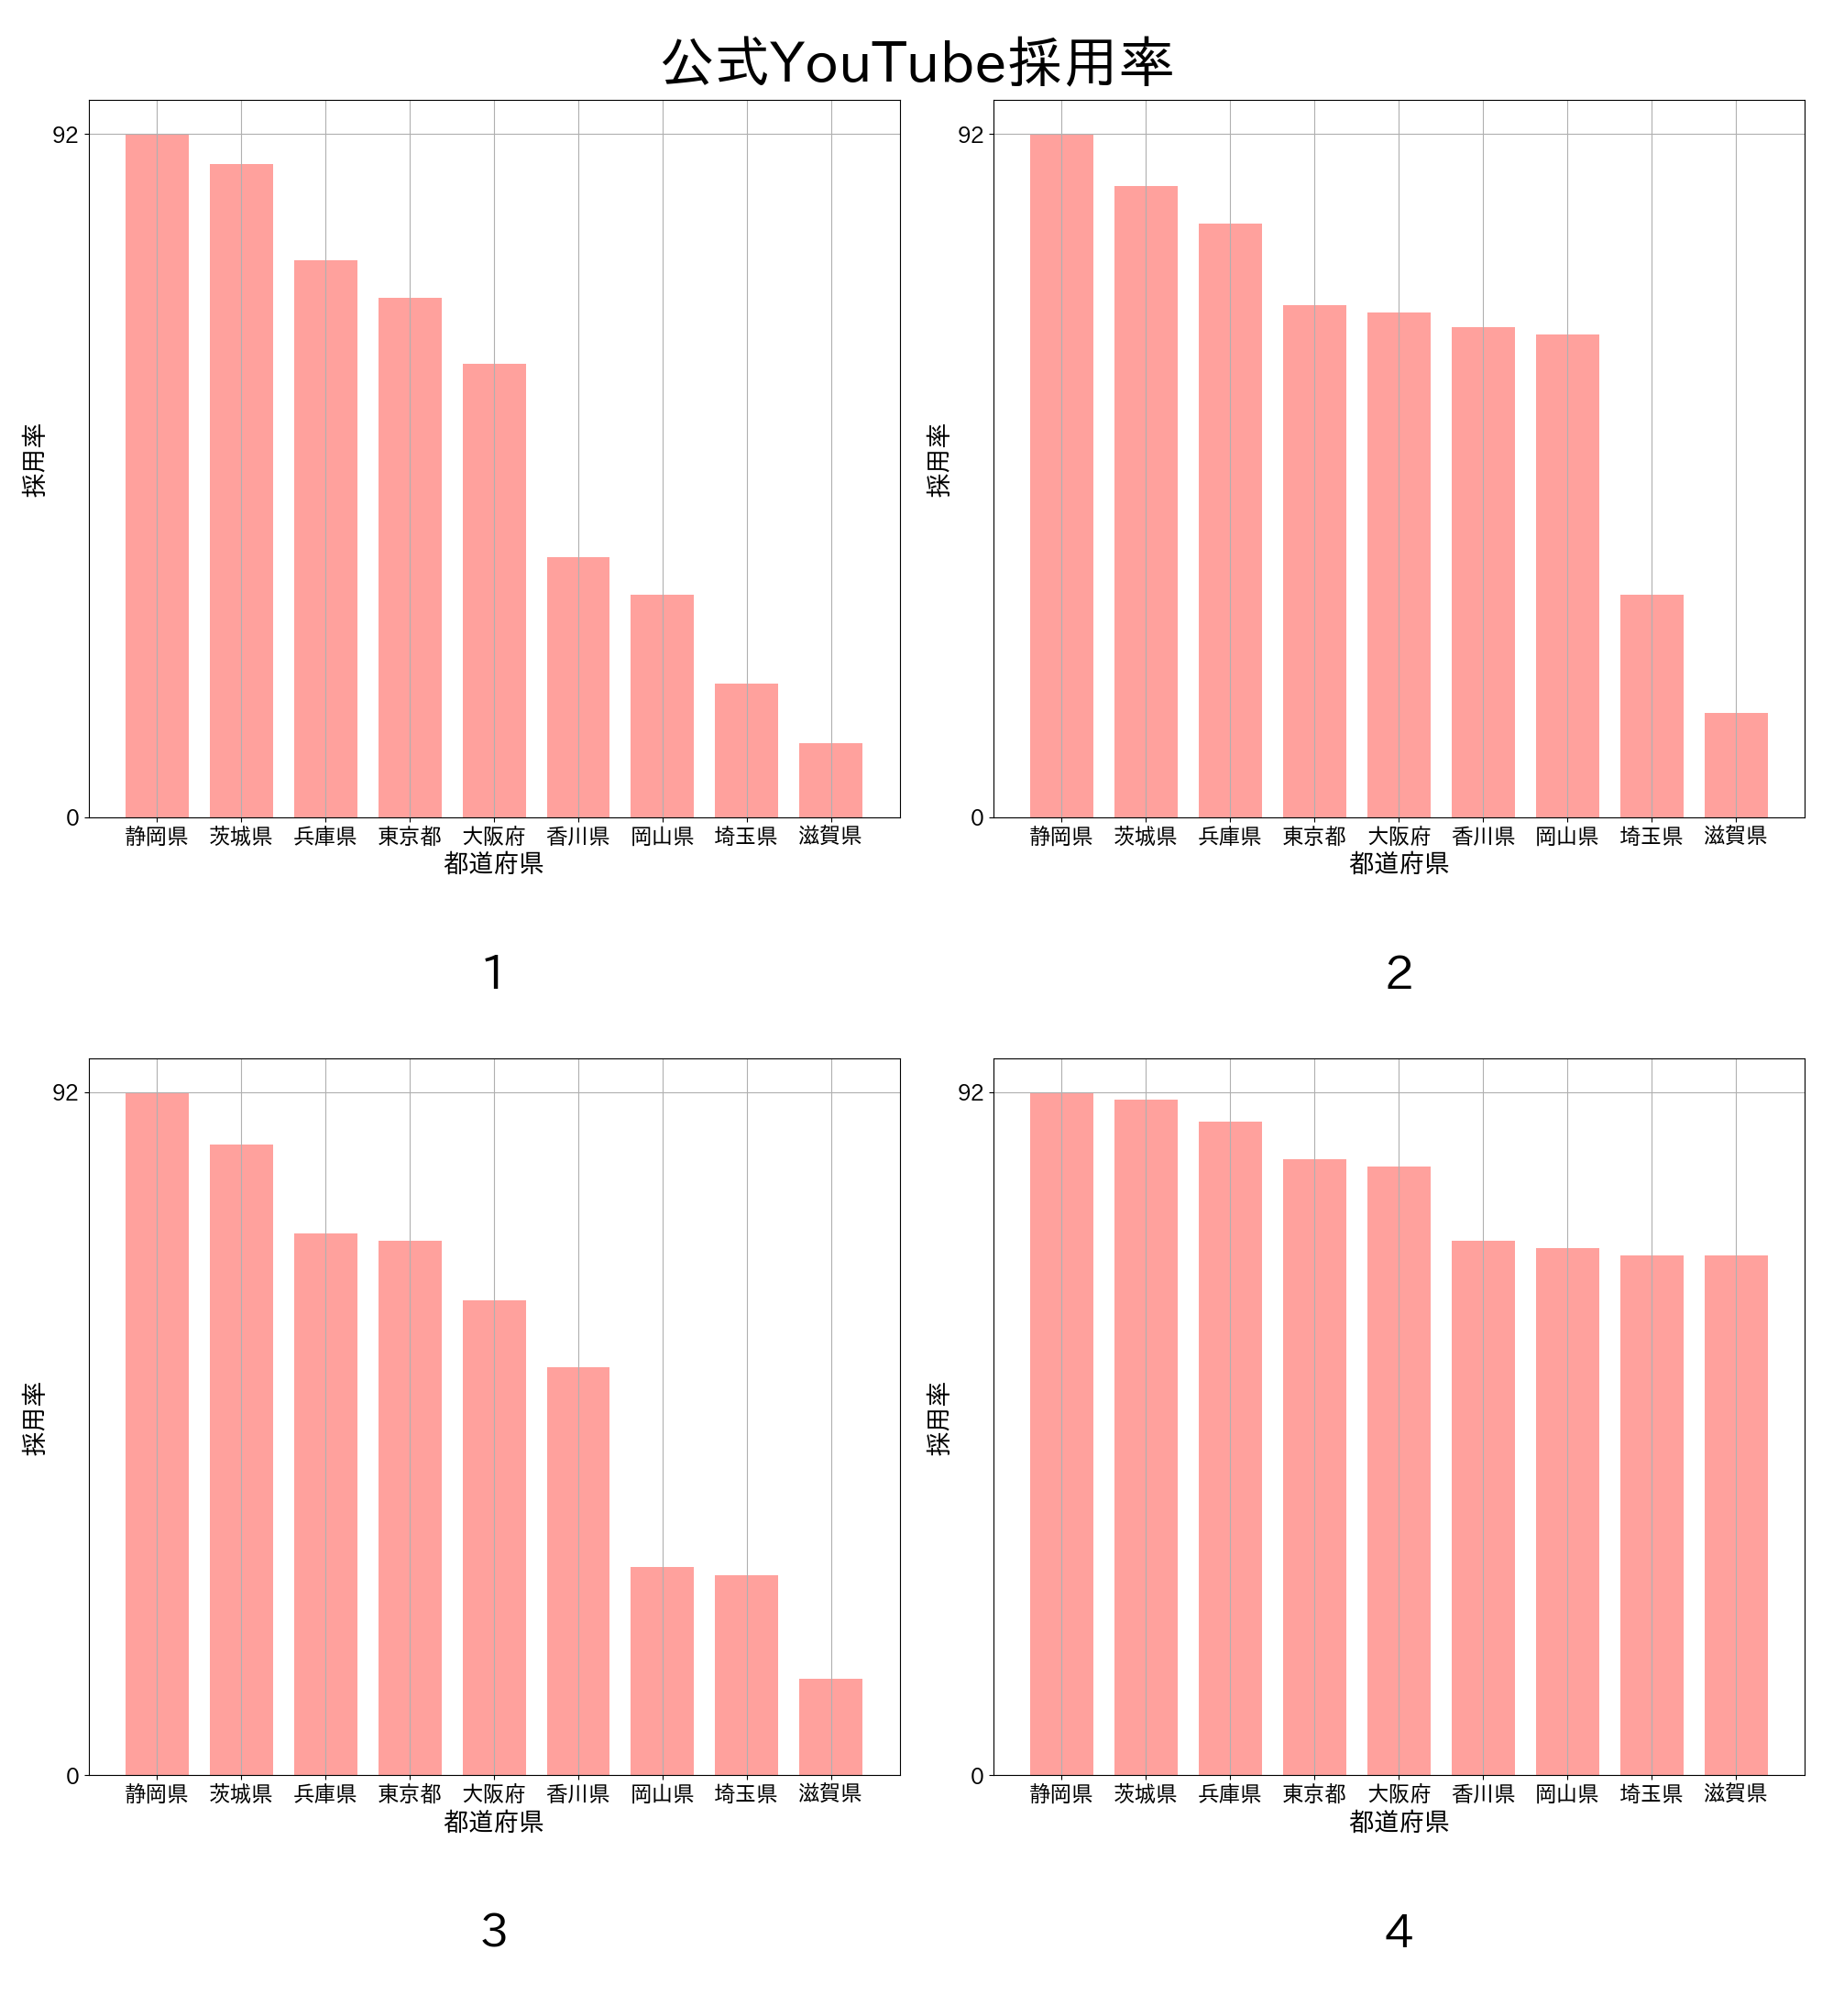 公式YouTube採用率
92
0
採用率
静岡県 茨城県 兵庫県 東京都 大阪府 香川県 岡山県 埼玉県 滋賀県
都道府県
1
92
0
採用率
静岡県 茨城県 兵庫県 東京都 大阪府 香川県 岡山県 埼玉県 滋賀県
都道府県
2
92
0
採用率
静岡県 茨城県 兵庫県 東京都 大阪府 香川県 岡山県 埼玉県 滋賀県
都道府県
3
92
0
採用率
静岡県 茨城県 兵庫県 東京都 大阪府 香川県 岡山県 埼玉県 滋賀県
都道府県
4